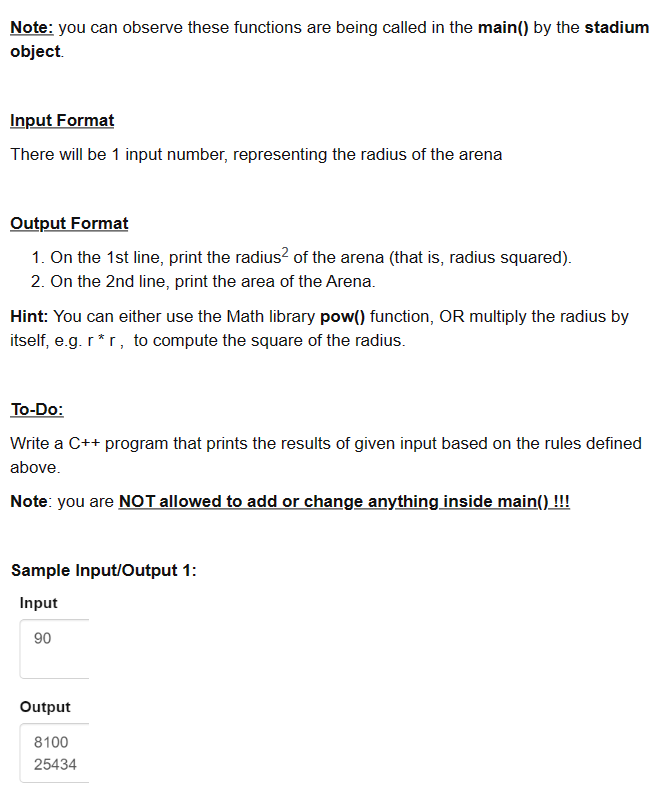 Note: you can observe these functions are being called in the main() by the stadium
object.
Input Format
There will be 1 input number, representing the radius of the arena
Output Format
1. On the 1st line, print the radius² of the arena (that is, radius squared).
2. On the 2nd line, print the area of the Arena.
Hint: You can either use the Math library pow() function, OR multiply the radius by
itself, e.g. r * r , to compute the square of the radius.
To-Do:
Write a C++ program that prints the results of given input based on the rules defined
above.
Note: you are NOT allowed to add or change anything inside main() !!!
Sample Input/Output 1:
Input
90
Output
8100
25434